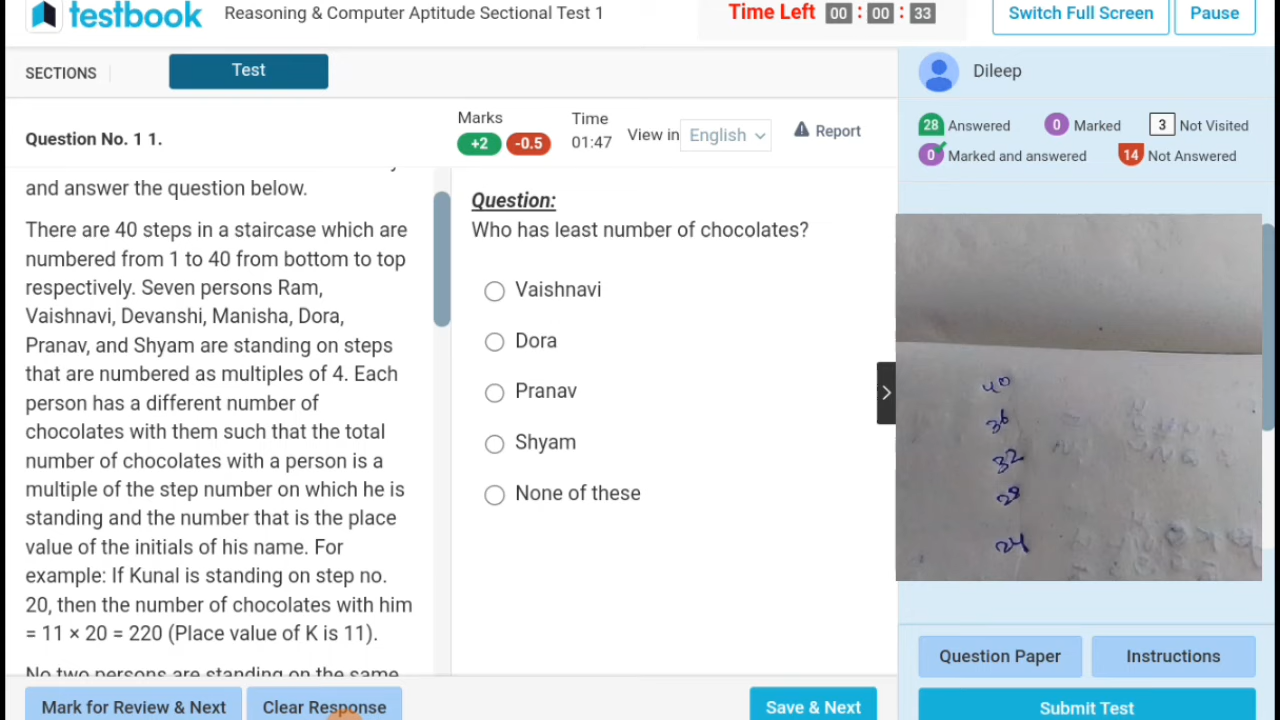 testbook
Reasoning & Computer Aptitude Sectional Test 1
Time Left 00 : 00 : 33
Switch Full Screen
Pause
SECTIONS
Test
Dileep
Question No. 1 1.
Marks
+2 -0.5
Time
01:47
View in English
Report
28 Answered
0 Marked
3 Not Visited
0 Marked and answered
14 Not Answered
and answer the question below.
There are 40 steps in a staircase which are
numbered from 1 to 40 from bottom to top
respectively. Seven persons Ram,
Vaishnavi, Devanshi, Manisha, Dora,
Pranav, and Shyam are standing on steps
that are numbered as multiples of 4. Each
person has a different number of
chocolates with them such that the total
number of chocolates with a person is a
multiple of the step number on which he is
standing and the number that is the place
value of the initials of his name. For
example: If Kunal is standing on step no.
20, then the number of chocolates with him
= 11 × 20 = 220 (Place value of K is 11).
No two persons are standing on the same
Question:
Who has least number of chocolates?
Vaishnavi
Dora
Pranav
Shyam
None of these
40
36
32
28
24
Question Paper
Instructions
Mark for Review & Next
Clear Response
Save & Next
Submit Test